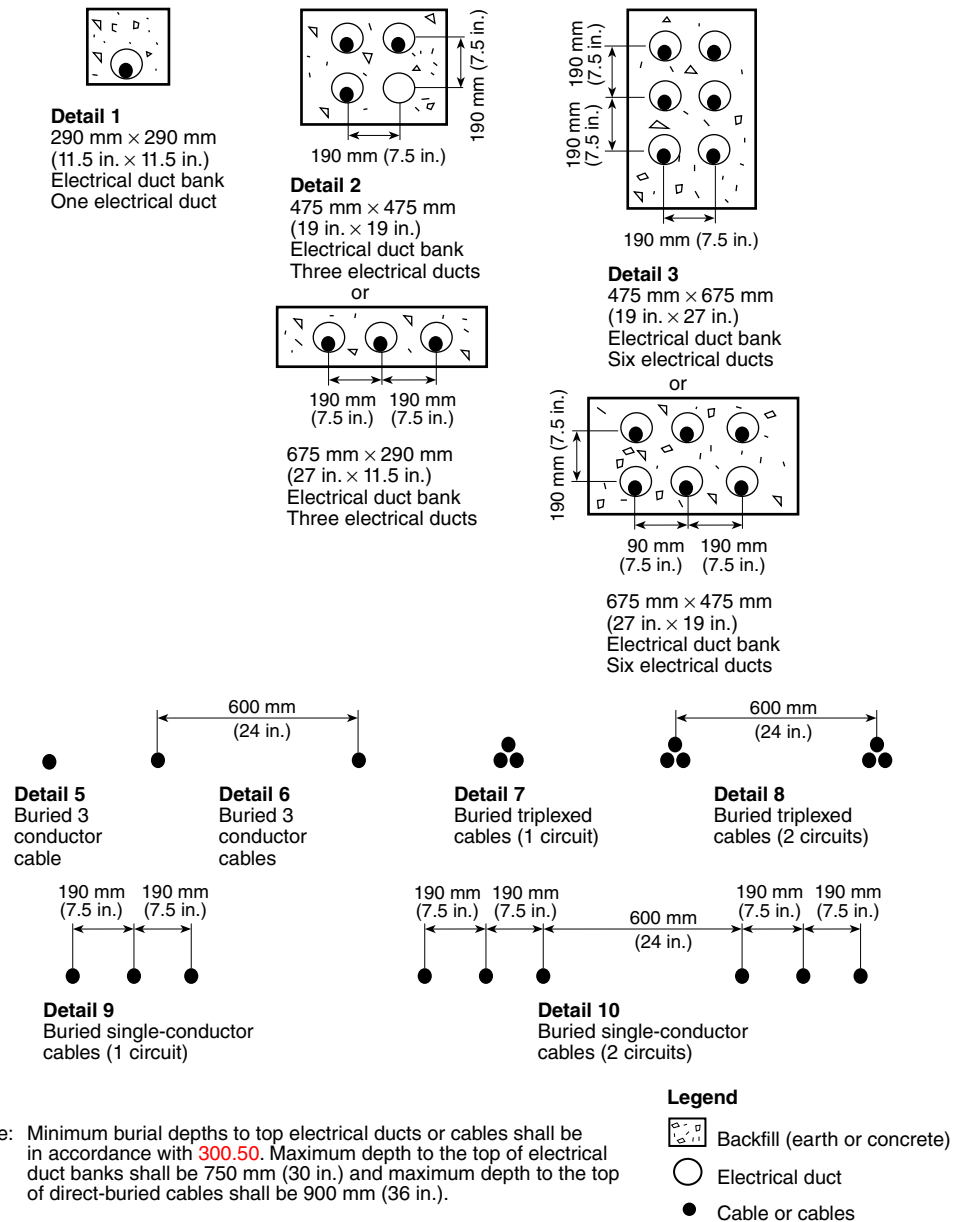 Detail 1
290 mm × 290 mm
(11.5 in. × 11.5 in.)
Electrical duct bank
One electrical duct
190 mm (7.5 in.)
190 mm (7.5 in.)
Detail 2
475 mm × 475 mm
(19 in. × 19 in.)
Electrical duct bank
Three electrical ducts
or
190 mm
(7.5 in.)
190 mm
(7.5 in.)
675 mm × 290 mm
(27 in. × 11.5 in.)
Electrical duct bank
Three electrical ducts
190 mm
(7.5 in.)
190 mm
(7.5 in.)
190 mm (7.5 in.)
Detail 3
475 mm × 675 mm
(19 in. × 27 in.)
Electrical duct bank
Six electrical ducts
or
190 mm (7.5 in.)
90 mm
(7.5 in.)
190 mm
(7.5 in.)
675 mm × 475 mm
(27 in. × 19 in.)
Electrical duct bank
Six electrical ducts
Detail 5
Buried 3
conductor
cable
600 mm
(24 in.)
Detail 6
Buried 3
conductor
cables
Detail 7
Buried triplexed
cables (1 circuit)
600 mm
(24 in.)
Detail 8
Buried triplexed
cables (2 circuits)
190 mm
(7.5 in.)
190 mm
(7.5 in.)
Detail 9
Buried single-conductor
cables (1 circuit)
190 mm
(7.5 in.)
190 mm
(7.5 in.)
600 mm
(24 in.)
190 mm
(7.5 in.)
190 mm
(7.5 in.)
Detail 10
Buried single-conductor
cables (2 circuits)
e: Minimum burial depths to top electrical ducts or cables shall be
in accordance with 300.50. Maximum depth to the top of electrical
duct banks shall be 750 mm (30 in.) and maximum depth to the top
of direct-buried cables shall be 900 mm (36 in.).
Legend
Backfill (earth or concrete)
Electrical duct
Cable or cables